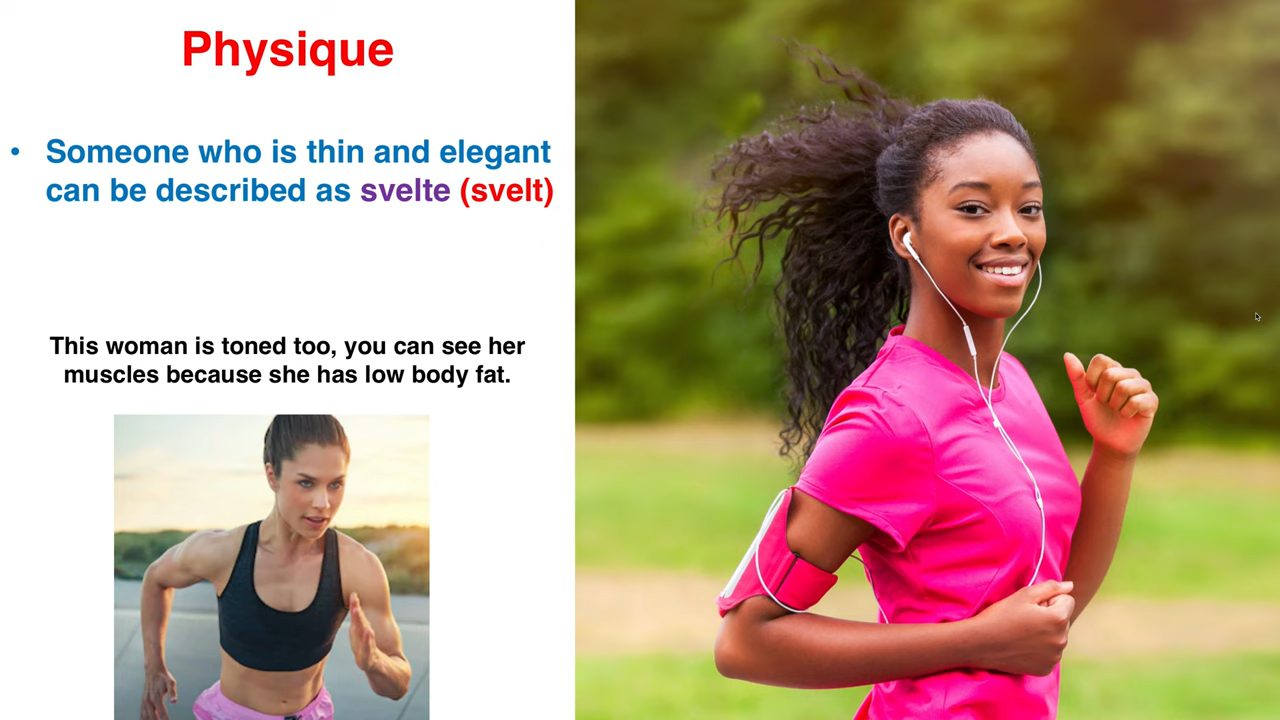 Physique
• Someone who is thin and elegant
can be described as svelte (svelt)
This woman is toned too, you can see her
muscles because she has low body fat.